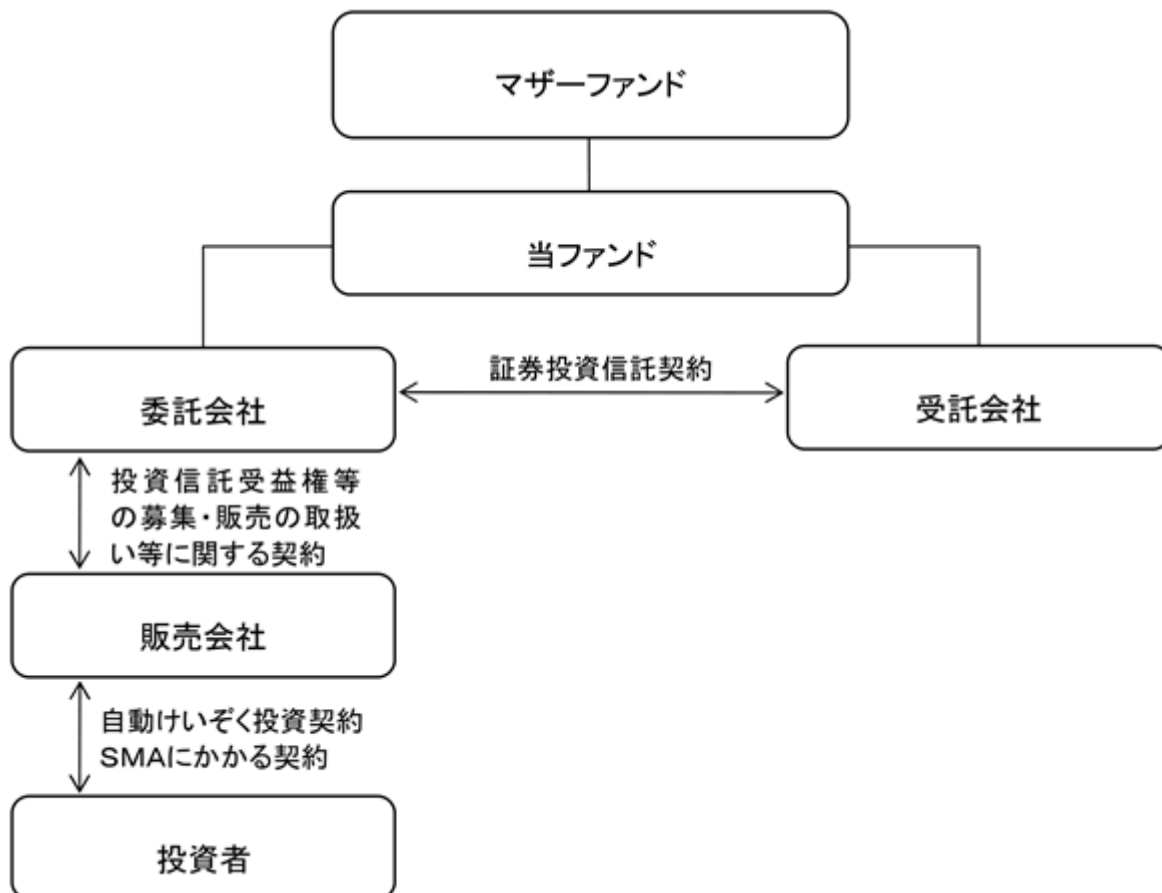 マザーファンド
当ファンド
証券投資信託契約
委託会社
受託会社
投資信託受益権等
の募集・販売の取扱
い等に関する契約
販売会社
自動けいぞく投資契約
SMAにかかる契約
投資者